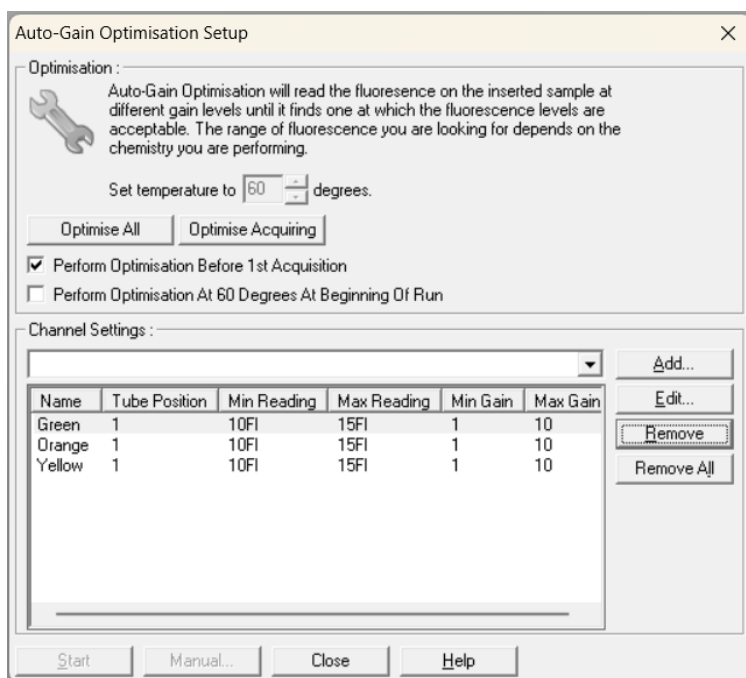 Auto-Gain Optimisation Setup
Optimisation :
Auto-Gain Optimisation will read the fluoresence on the inserted sample at
different gain levels until it finds one at which the fluorescence levels are
acceptable. The range of fluorescence you are looking for depends on the
chemistry you are performing.
Set temperature to 60 degrees.
Optimise All Optimise Acquiring
Perform Optimisation Before 1st Acquisition
Perform Optimisation At 60 Degrees At Beginning Of Run
Channel Settings :
Add...
Name Tube Position Min Reading Max Reading Min Gain Max Gain Edit...
Green 1 10Fl 15Fl 1 10 Remove
Orange 1 10Fl 15Fl 1 10
Yellow 1 10Fl 15Fl 1 10 Remove All
Start Manual... Close Help